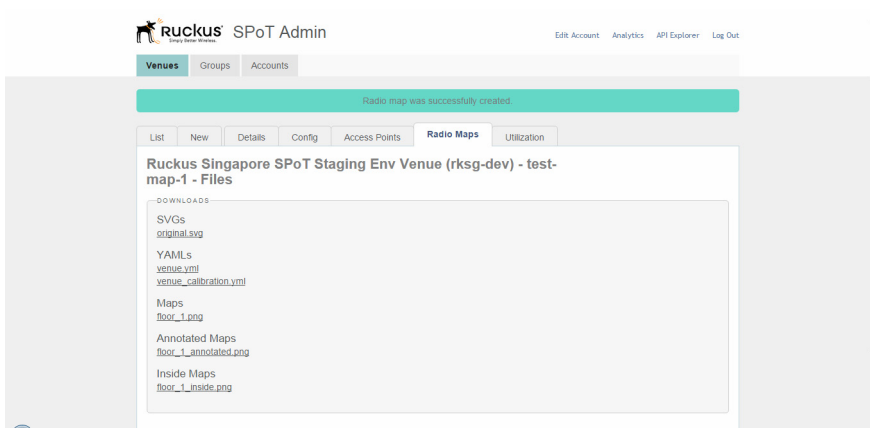 Ruckus SPoT Admin
Simply Better Wireless.
Edit Account Analytics API Explorer Log Out
Venues Groups Accounts
Radio map was successfully created.
List New Details Config Access Points Radio Maps Utilization
Ruckus Singapore SPoT Staging Env Venue (rksg-dev) - test-
map-1 - Files
DOWNLOADS
SVGs
original.svg
YAMLs
venue.yml
venue_calibration.yml
Maps
floor_1.png
Annotated Maps
floor_1_annotated.png
Inside Maps
floor_1_inside.png